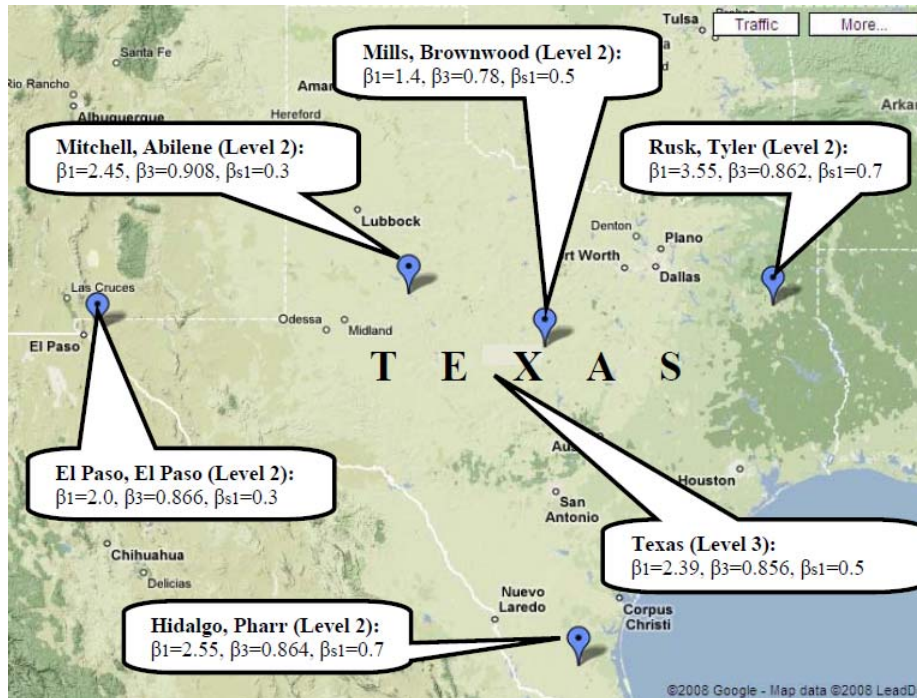 Tulsa
Traffic
More...
Santa Fe
Mills, Brownwood (Level 2):
β1=1.4, β3=0.78, βs1=0.5
Rio Rancho
Albuquerque
Hereford
Mitchell, Abilene (Level 2):
β1=2.45, β3=0.908, βs1=0.3
Rusk, Tyler (Level 2):
β1=3.55, β3=0.862, βs1=0.7
Lubbock
Denton
Plano
Worth
Dallas
Las Cruces
Odessa
Midland
El Paso
T E X A S
El Paso, El Paso (Level 2):
β1=2.0, β3=0.866, βs1=0.3
Houston
San
Antonio
Texas (Level 3):
β1=2.39, β3=0.856, βs1=0.5
Chihuahua
Delicias
Nuevo
Laredo
Corpus
Christi
Hidalgo, Pharr (Level 2):
β1=2.55, β3=0.864, βs1=0.7
©2008 Google - Map data ©2008 LeadD